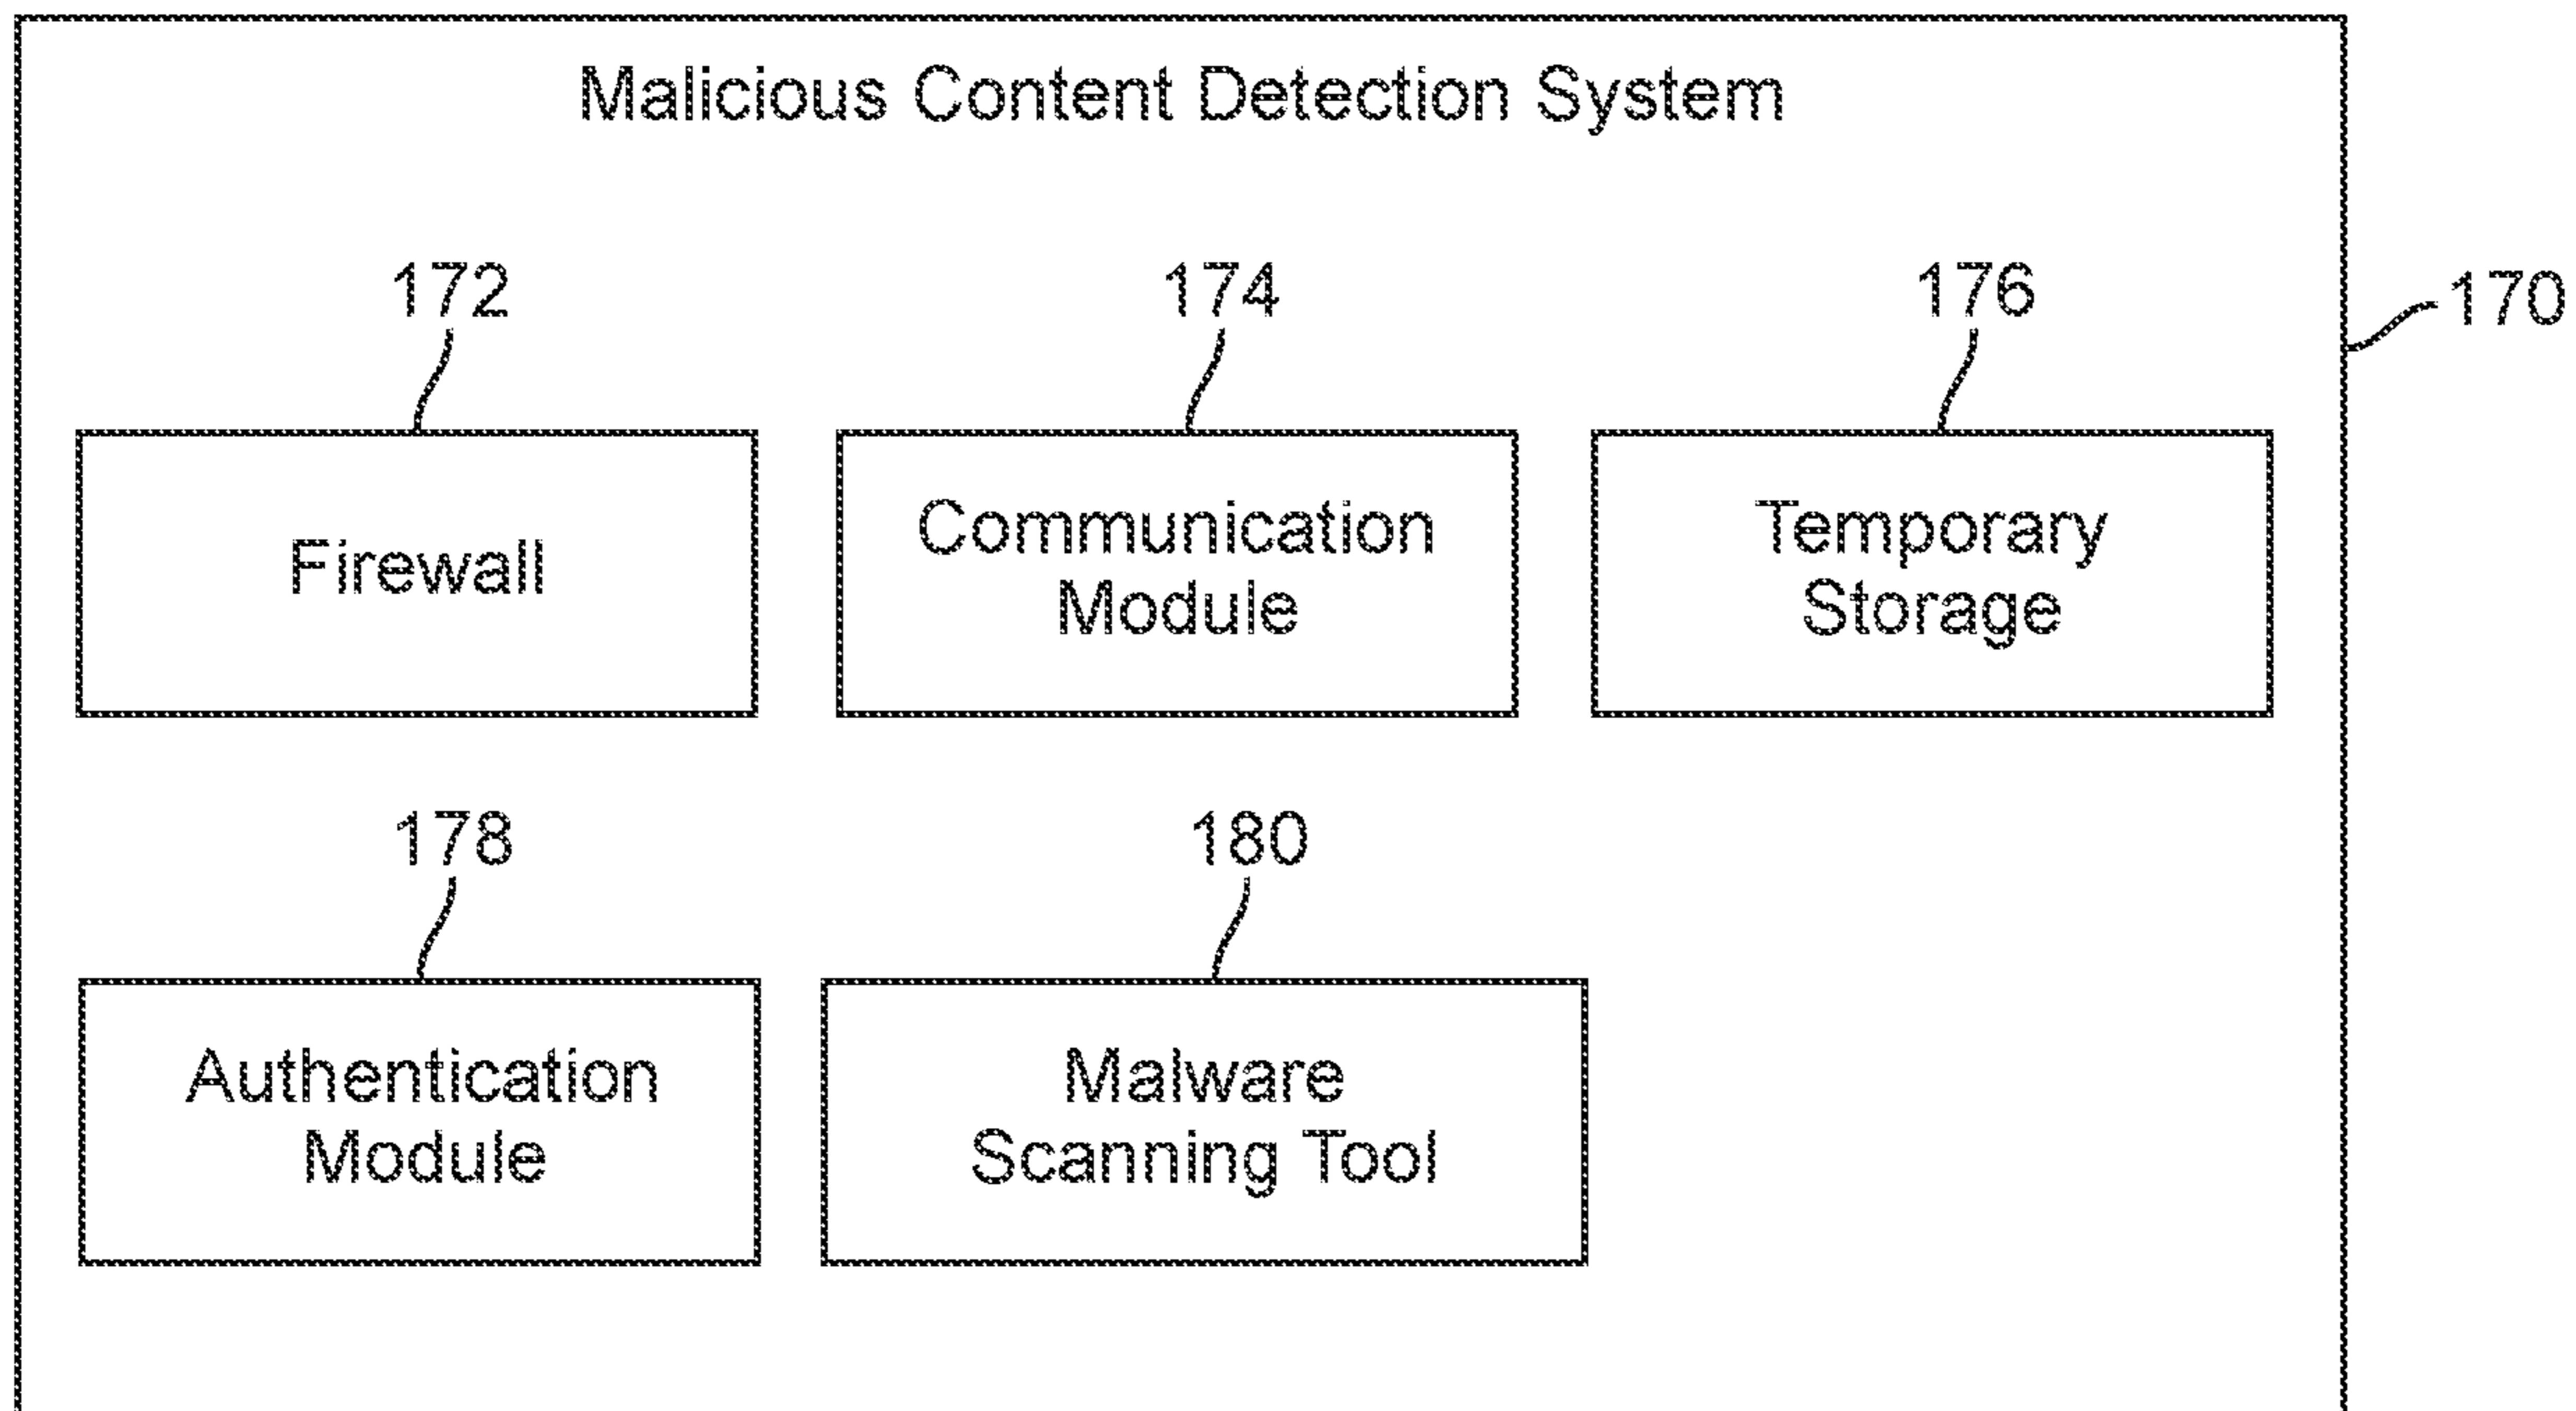 Malicious Content Detection System
172
174
176
170
Firewall
Communication
Module
Temporary
Storage
178
180
Authentication
Module
Malware
Scanning Tool